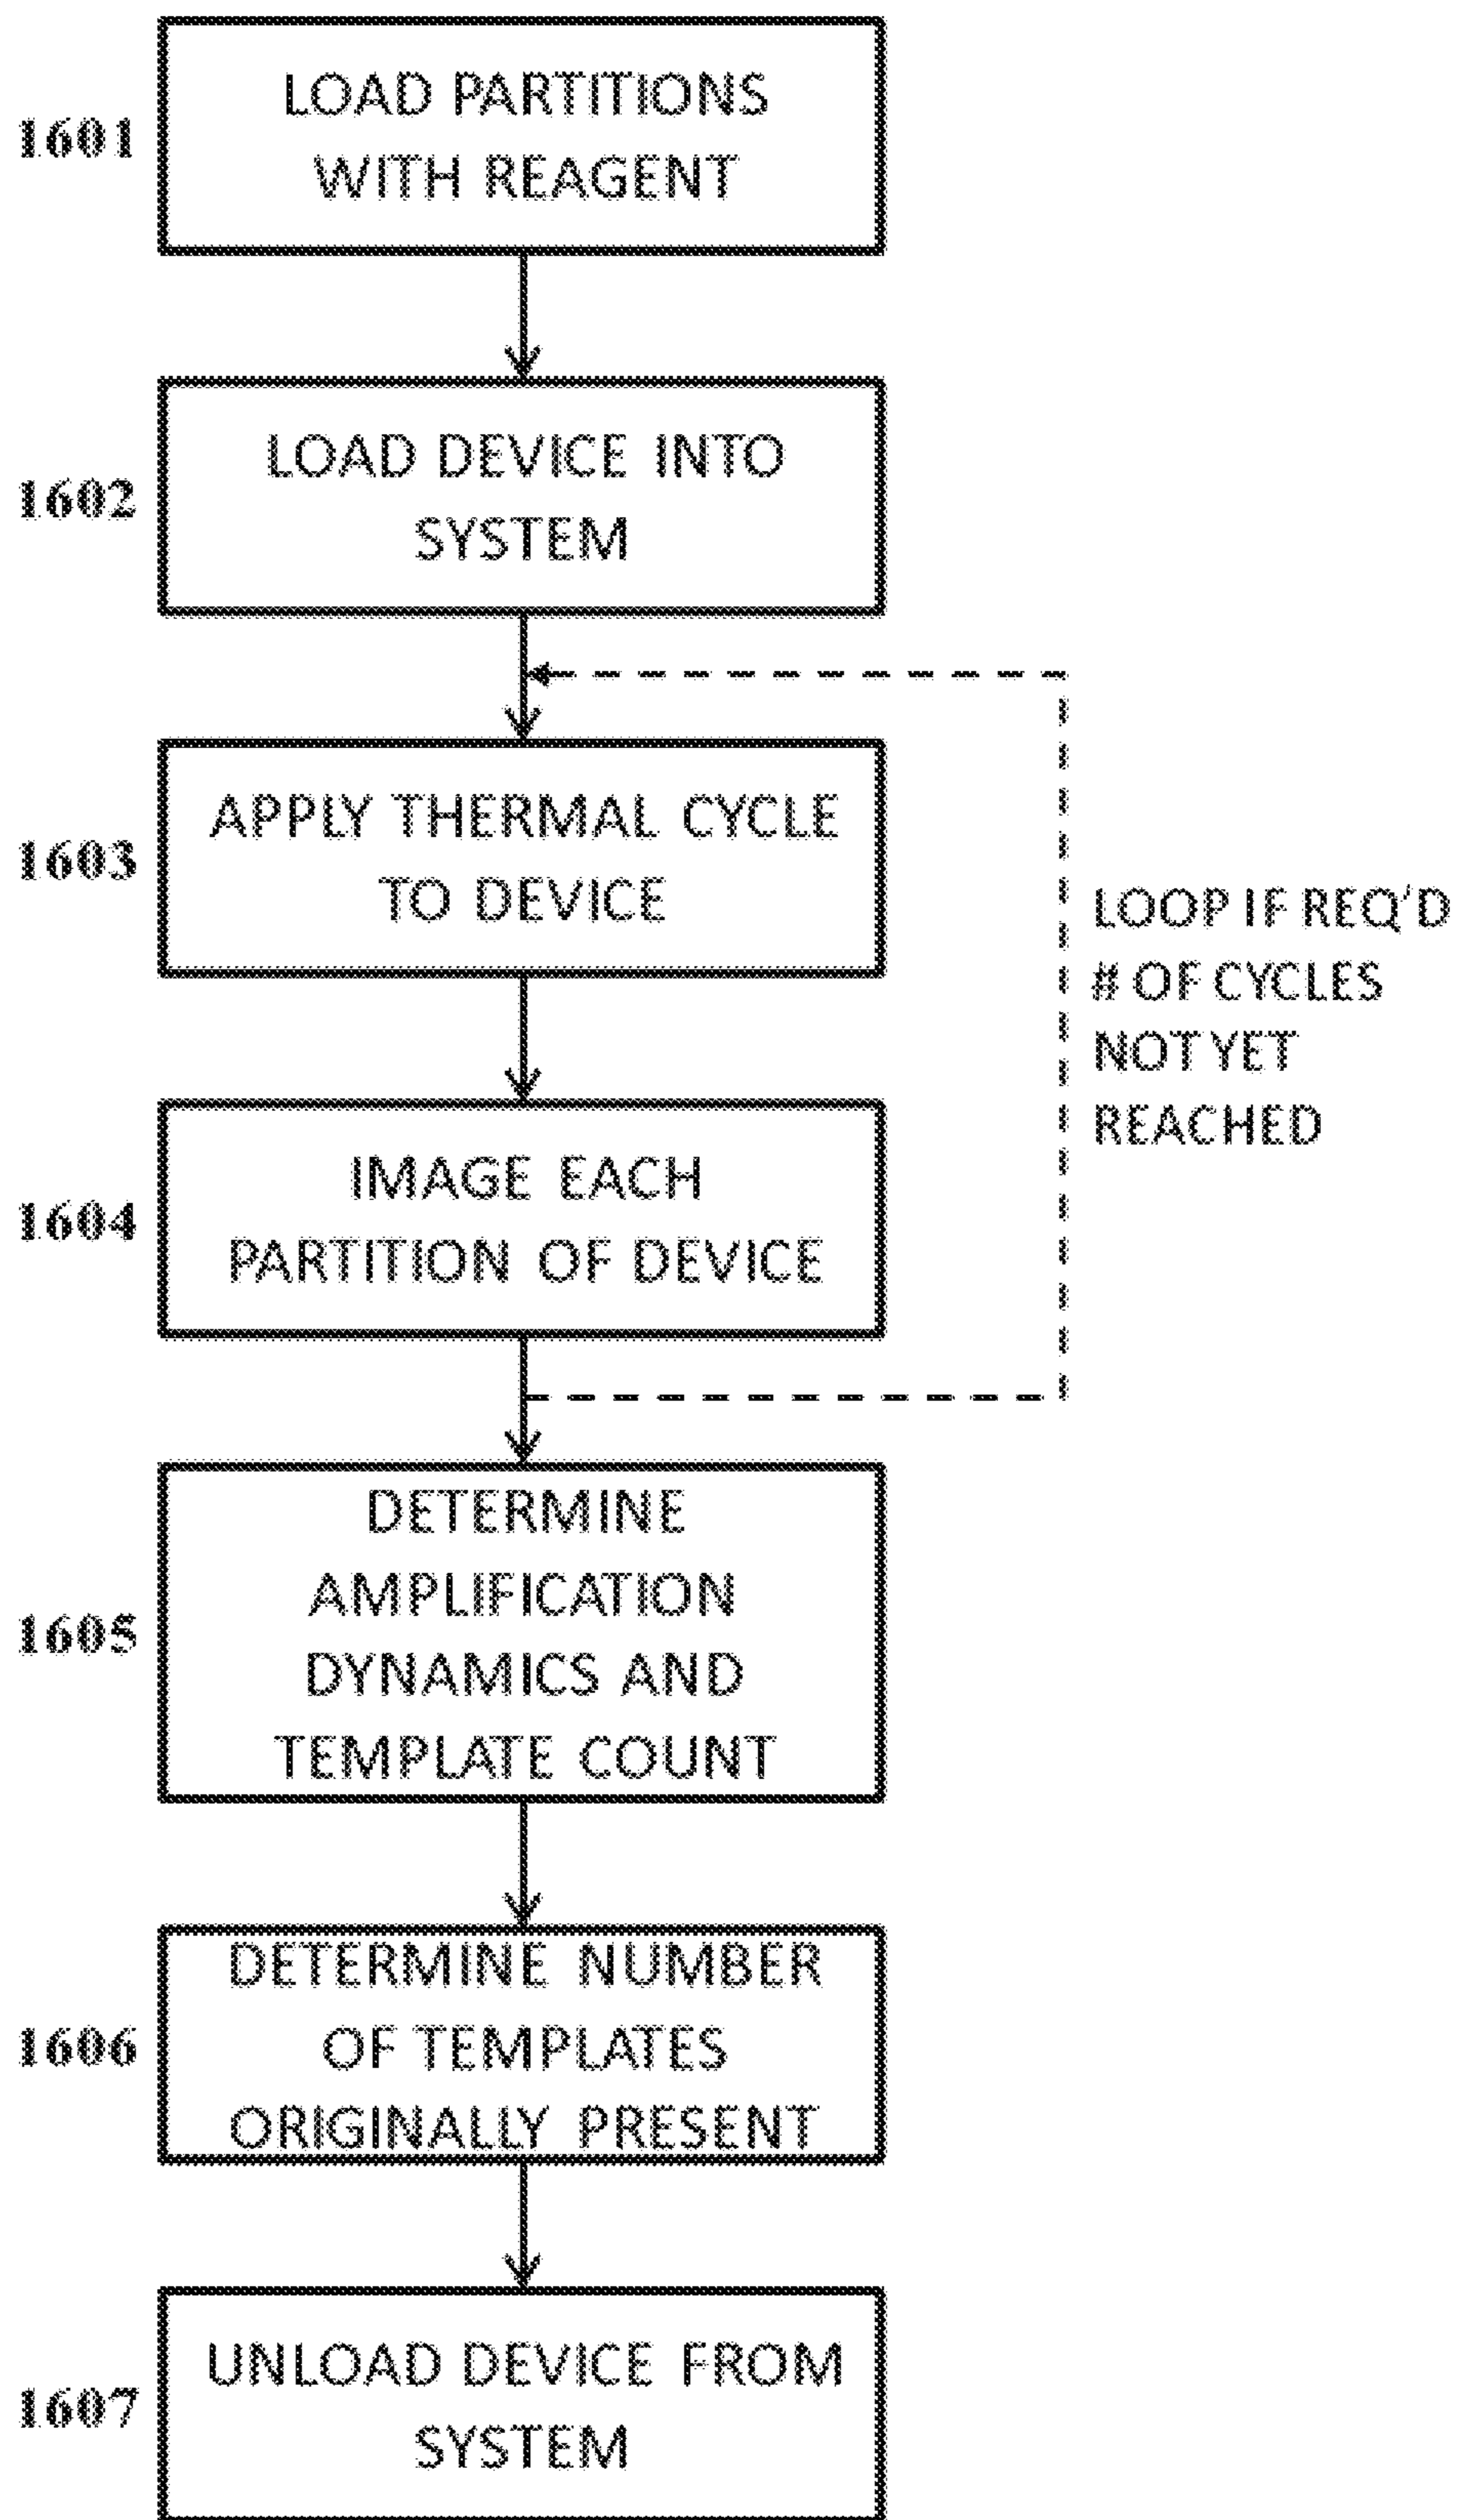 1601
LOAD PARTITIONS
WITH REAGENT
1602
LOAD DEVICE INTO
SYSTEM
1603
APPLY THERMAL CYCLE
TO DEVICE
LOOP IF REQ'D
# OF CYCLES
NOT YET
REACHED
1604
IMAGE EACH
PARTITION OF DEVICE
1605
DETERMINE
AMPLIFICATION
DYNAMICS AND
TEMPLATE COUNT
1606
DETERMINE NUMBER
OF TEMPLATES
ORIGINALLY PRESENT
1607
UNLOAD DEVICE FROM
SYSTEM